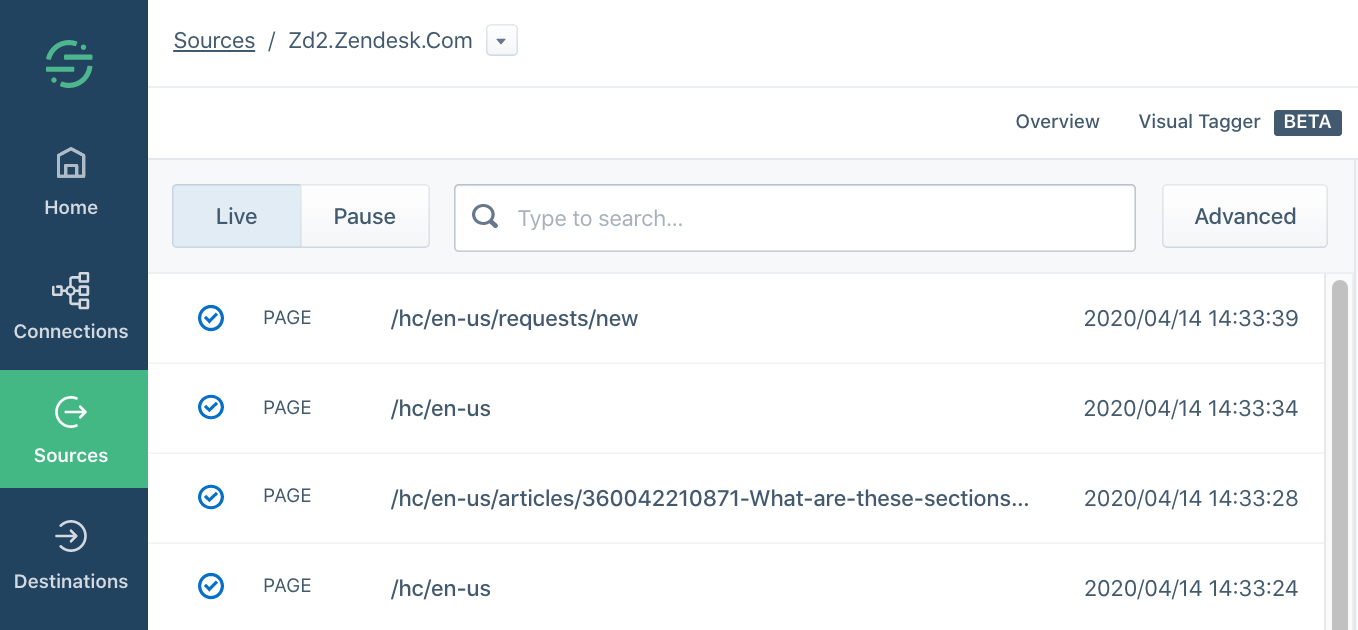 Sources / Zd2.Zendesk.Com
Overview Visual Tagger BETA
Live Pause Type to search... Advanced
Home
Connections
Sources
Destinations
PAGE /hc/en-us/requests/new 2020/04/14 14:33:39
PAGE /hc/en-us 2020/04/14 14:33:34
PAGE /hc/en-us/articles/360042210871-What-are-these-sections... 2020/04/14 14:33:28
PAGE /hc/en-us 2020/04/14 14:33:24